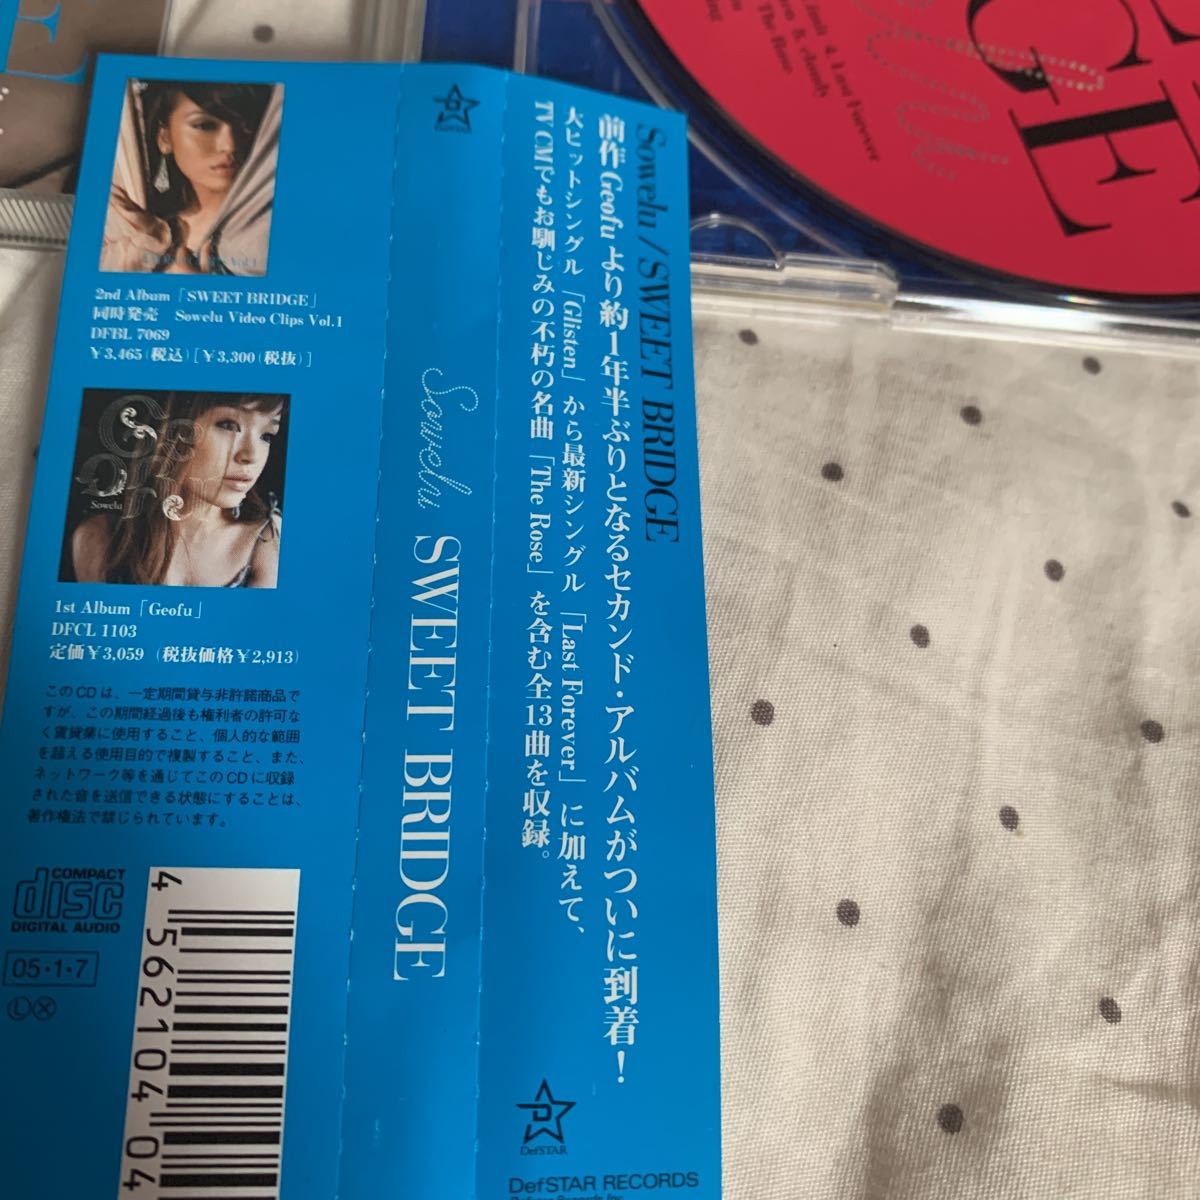 2nd Album「SWEET BRIDGE」
同時発売　Sowelu Video Clips Vol.1
DFBL 7069
￥3,465(税込)[￥3,300(税抜)]
Sowelu
1st Album「Geofu」
DFCL 1103
定価￥3,059 (税抜価格￥2,913)
このCDは、一定期間貸与非許諾商品で
すが、この期間経過後も権利者の許可な
く賃貸業に使用すること、個人的な範囲
を超える使用目的で複製すること、また、
ネットワーク等を通じてこのCDに収録
された音を送信できる状態にすることは、
著作権法で禁じられています。
COMPACT
disc
DIGITAL AUDIO
05・1・7
Ⓛ Ⓧ
4 562104 04
DefSTAR
Sowelu SWEET BRIDGE
Sowelu/SWEET BRIDGE
前作Geofuより約1年半ぶりとなるセカンド・アルバムがついに到着！
大ヒットシングル「Glisten」から最新シングル「Last Forever」に加えて、
TV CMでもお馴じみの不朽の名曲「The Rose」を含む全13曲を収録。
D
DefSTAR
DefSTAR RECORDS
4. Last Forever
The Rose
GE